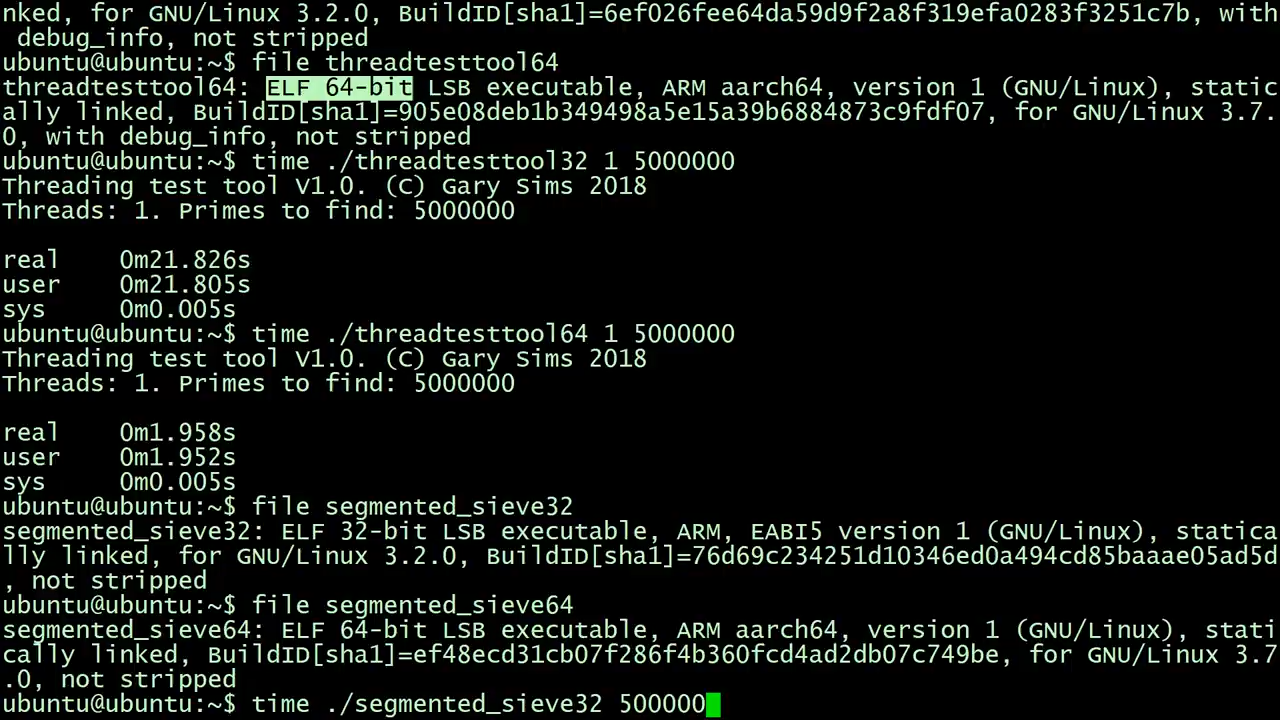 nked, for GNU/Linux 3.2.0, BuildID[sha1]=6ef026fee64da59d9f2a8f319efa0283f3251c7b, with
 debug_info, not stripped
ubuntu@ubuntu:~$ file threadtesttool64
threadtesttool64: ELF 64-bit LSB executable, ARM aarch64, version 1 (GNU/Linux), static
ally linked, BuildID[sha1]=905e08deb1b349498a5e15a39b6884873c9fdf07, for GNU/Linux 3.7.
0, with debug_info, not stripped
ubuntu@ubuntu:~$ time ./threadtesttool32 1 5000000
Threading test tool V1.0. (C) Gary Sims 2018
Threads: 1. Primes to find: 5000000
real    0m21.826s
user    0m21.805s
sys     0m0.005s
ubuntu@ubuntu:~$ time ./threadtesttool64 1 5000000
Threading test tool V1.0. (C) Gary Sims 2018
Threads: 1. Primes to find: 5000000
real    0m1.958s
user    0m1.952s
sys     0m0.005s
ubuntu@ubuntu:~$ file segmented_sieve32
segmented_sieve32: ELF 32-bit LSB executable, ARM, EABI5 version 1 (GNU/Linux), statica
lly linked, for GNU/Linux 3.2.0, BuildID[sha1]=76d69c234251d10346ed0a494cd85baaae05ad5d
, not stripped
ubuntu@ubuntu:~$ file segmented_sieve64
segmented_sieve64: ELF 64-bit LSB executable, ARM aarch64, version 1 (GNU/Linux), stati
cally linked, BuildID[sha1]=ef48ecd31cb07f286f4b360fcd4ad2db07c749be, for GNU/Linux 3.7
.0, not stripped
ubuntu@ubuntu:~$ time ./segmented_sieve32 500000